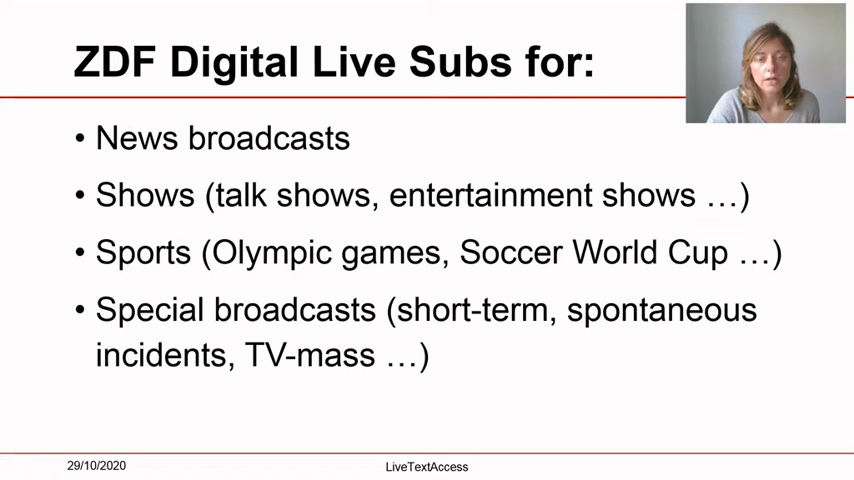 ZDF Digital Live Subs for:
• News broadcasts
• Shows (talk shows, entertainment shows …)
• Sports (Olympic games, Soccer World Cup …)
• Special broadcasts (short-term, spontaneous
incidents, TV-mass …)
29/10/2020
LiveTextAccess